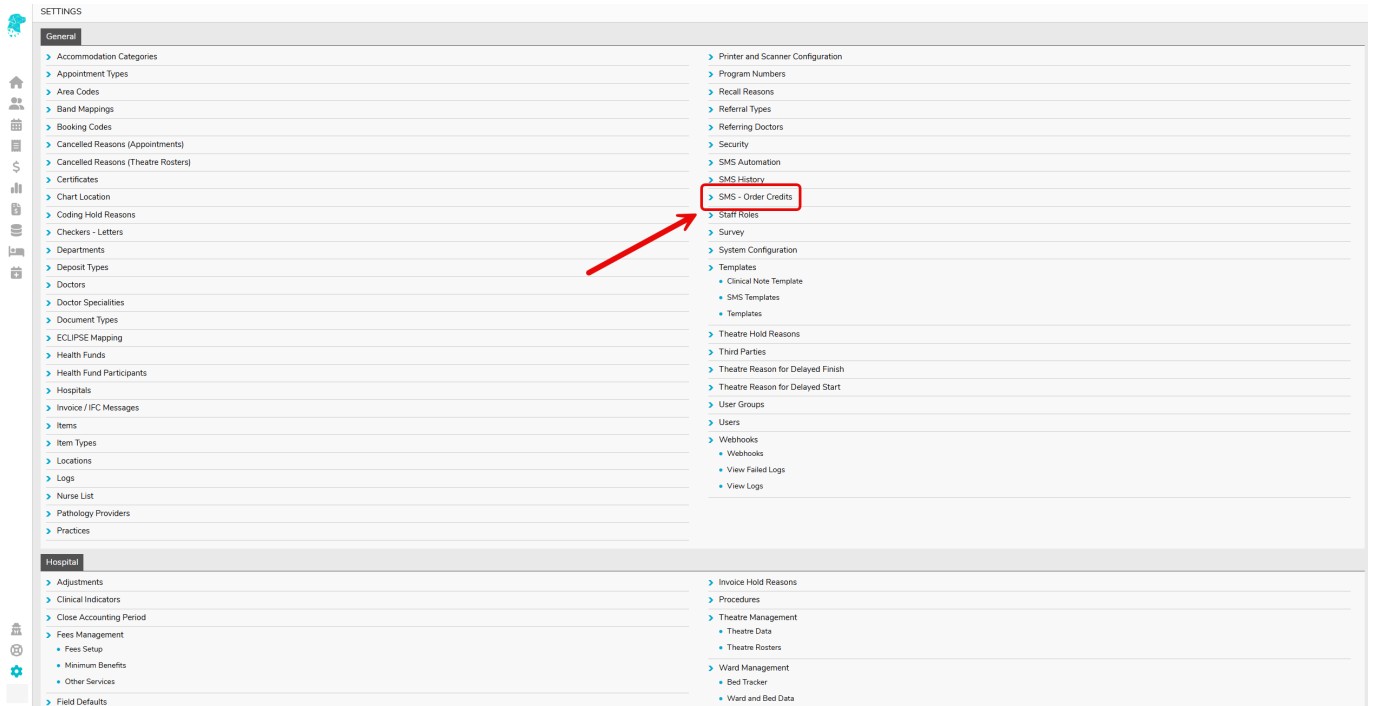 SETTINGS
General
Accommodation Categories
Appointment Types
Area Codes
Band Mappings
Booking Codes
Cancelled Reasons (Appointments)
Cancelled Reasons (Theatre Rosters)
Certificates
Chart Location
Coding Hold Reasons
Checkers - Letters
Departments
Deposit Types
Doctors
Doctor Specialities
Document Types
ECLIPSE Mapping
Health Funds
Health Fund Participants
Hospitals
Invoice / IFC Messages
Items
Item Types
Locations
Logs
Nurse List
Pathology Providers
Practices
Printer and Scanner Configuration
Program Numbers
Recall Reasons
Referral Types
Referring Doctors
Security
SMS Automation
SMS History
SMS - Order Credits
Staff Roles
Survey
System Configuration
Templates
Clinical Note Template
SMS Templates
Templates
Theatre Hold Reasons
Third Parties
Theatre Reason for Delayed Finish
Theatre Reason for Delayed Start
User Groups
Users
Webhooks
Webhooks
View Failed Logs
View Logs
Hospital
Adjustments
Clinical Indicators
Close Accounting Period
Fees Management
Fees Setup
Minimum Benefits
Other Services
Field Defaults
Invoice Hold Reasons
Procedures
Theatre Management
Theatre Data
Theatre Rosters
Ward Management
Bed Tracker
Ward and Bed Data